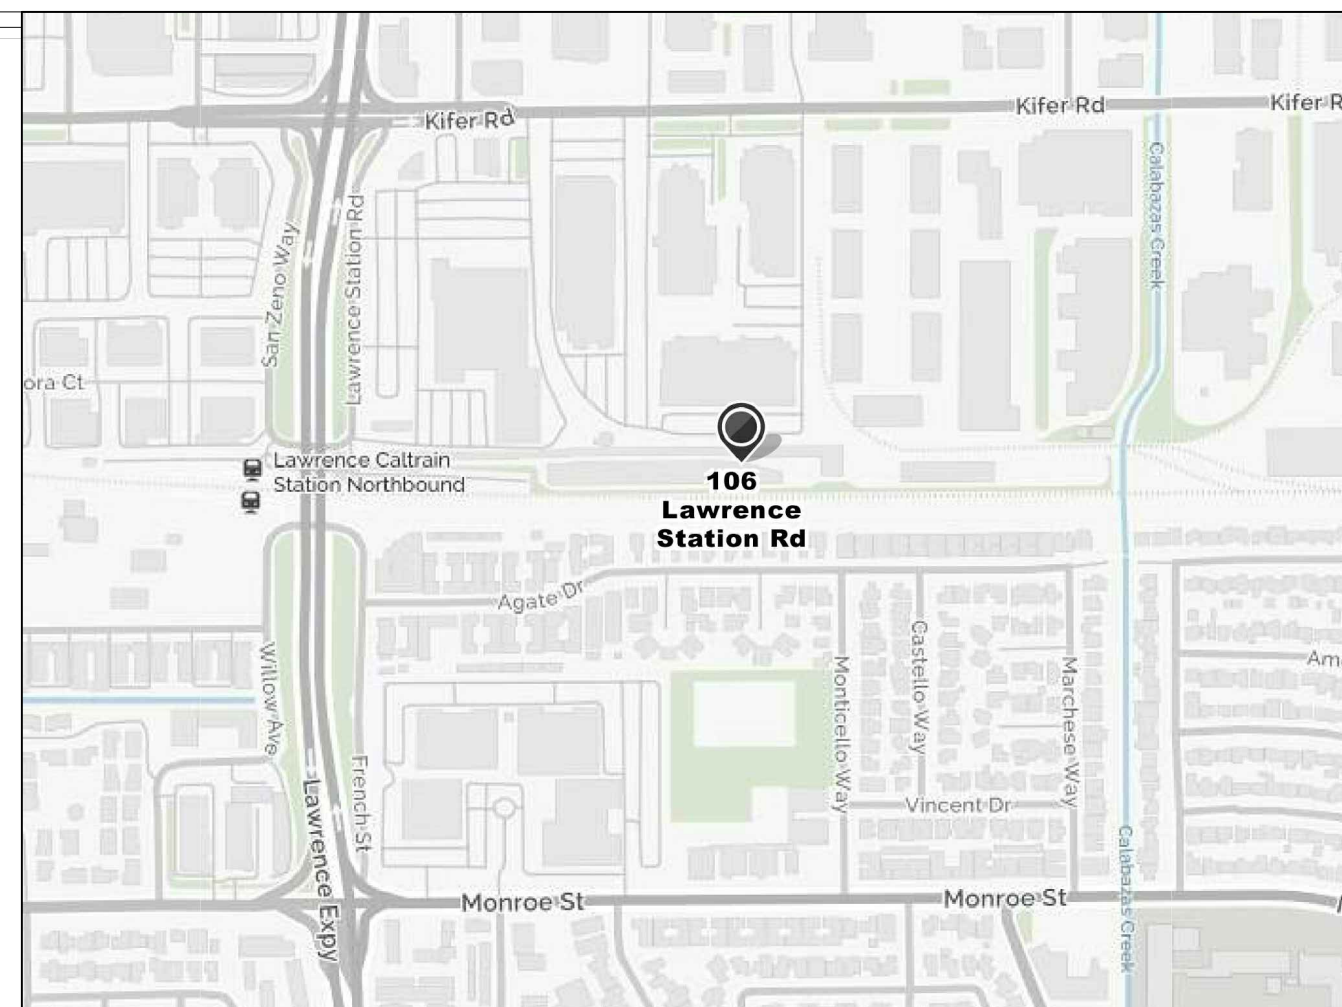 Kifer Rd
Kifer Rd
Kifer R
Calabazas Creek
San Zeno Way
Lawrence Station Rd
ora Ct
Lawrence Caltrain
Station Northbound
106
Lawrence
Station Rd
Agate Dr
Willow Ave
French St
Lawrence Expy
Monticello Way
Castello Way
Marchese Way
Am
Vincent Dr
Monroe St
Monroe St
Calabazas Creek